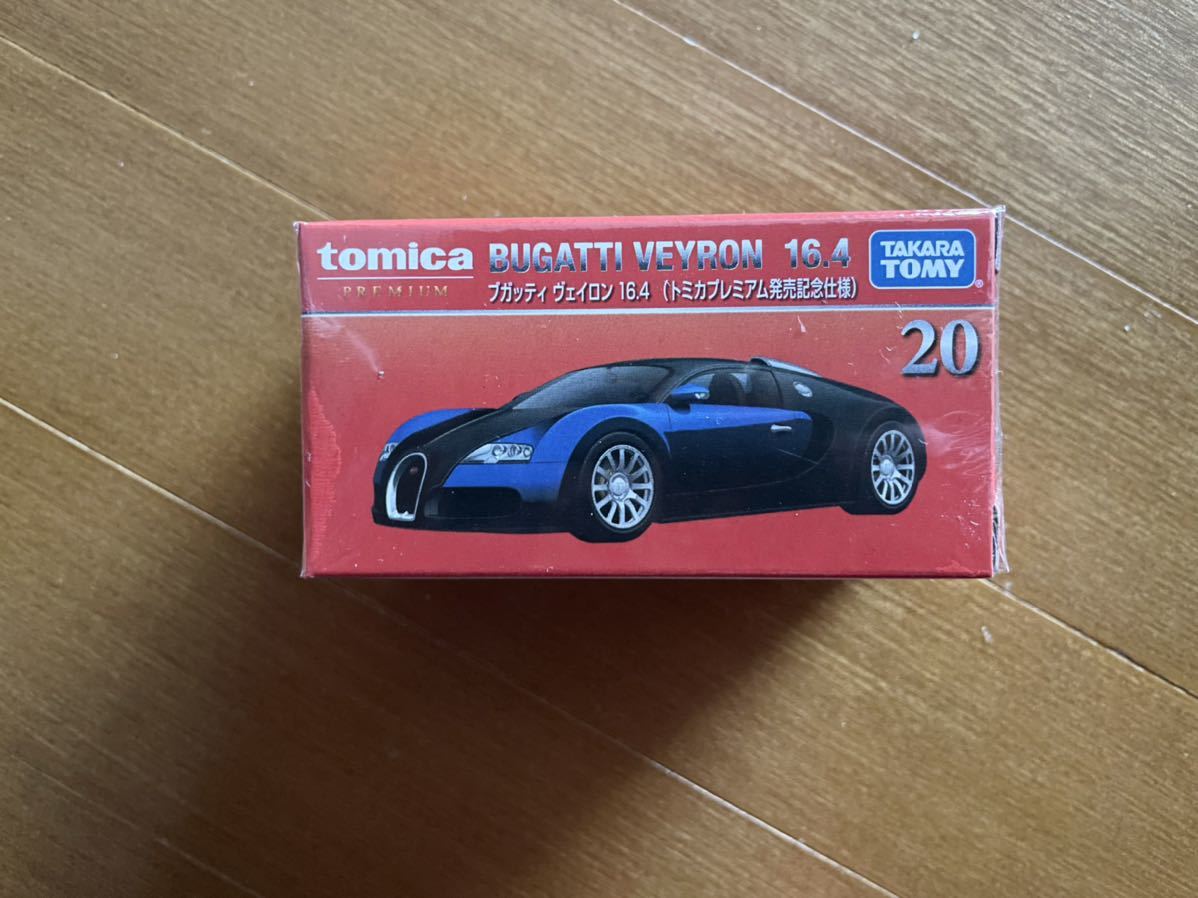 tomica
PREMIUM
BUGATTI VEYRON 16.4
ブガッティ ヴェイロン 16.4 (トミカプレミアム発売記念仕様)
TAKARA
TOMY®
20